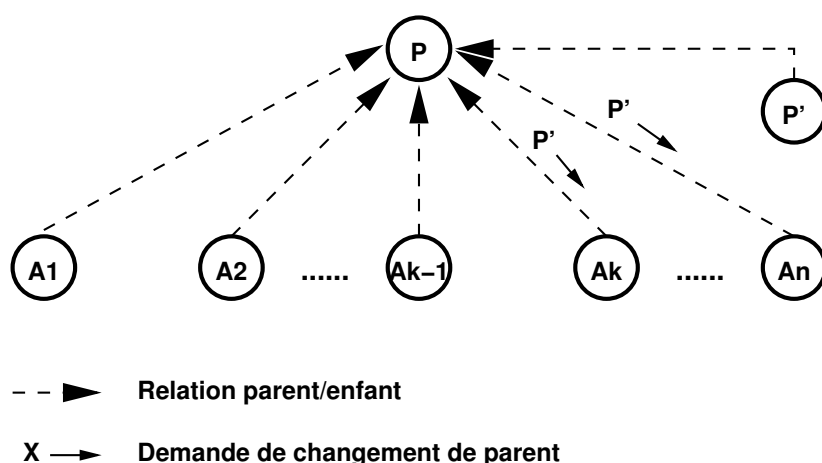 P
P'
P'
P'
A1 A2 ...... Ak−1 Ak ...... An
Relation parent/enfant
X Demande de changement de parent